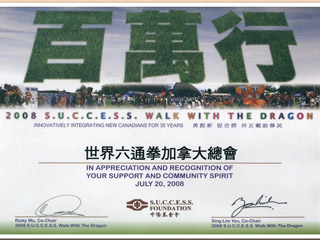 百萬行
2008 S.U.C.C.E.S.S. WALK WITH THE DRAGON
INNOVATIVELY INTEGRATING NEW CANADIANS FOR 35 YEARS
世界六通拳加拿大總會
IN APPRECIATION AND RECOGNITION OF
YOUR SUPPORT AND COMMUNITY SPIRIT
JULY 20, 2008
S.U.C.C.E.S.S.
FOUNDATION
中僑基金會
Ricky Wu, Co-Chair
2008 S.U.C.C.E.S.S. Walk With The Dragon
Sing Lim Yeo, Co-Chair
2008 S.U.C.C.E.S.S. Walk With The Dragon